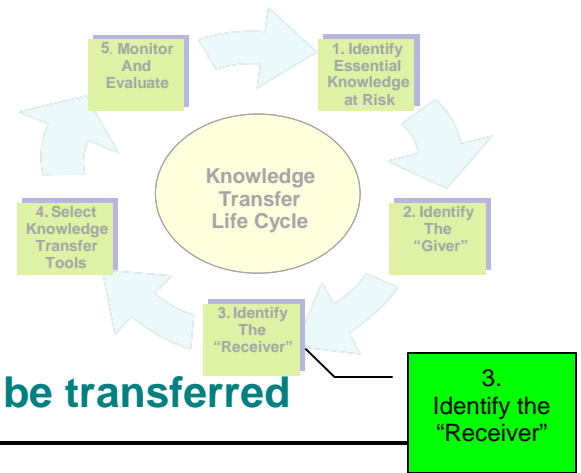 5. Monitor
And
Evaluate
1. Identify
Essential
Knowledge
at Risk
Knowledge
Transfer
Life Cycle
4. Select
Knowledge
Transfer
Tools
2. Identify
The
“Giver”
3. Identify
The
“Receiver”
be transferred
3.
Identify the
“Receiver”